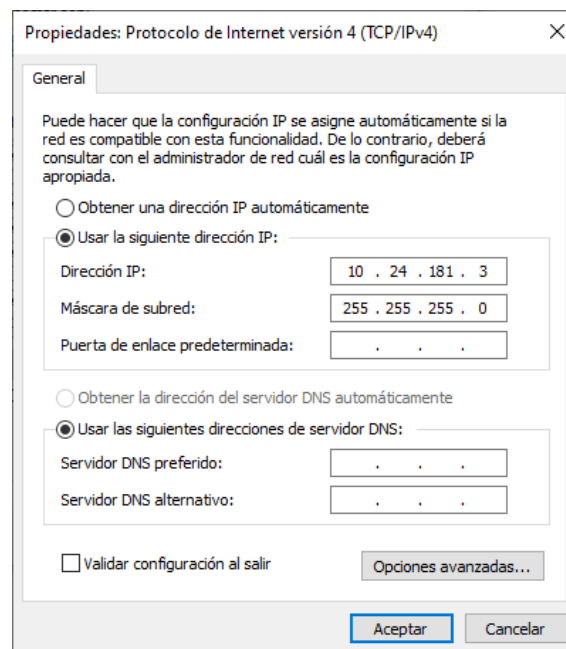 Propiedades: Protocolo de Internet versión 4 (TCP/IPv4)
General
Puede hacer que la configuración IP se asigne automáticamente si la
red es compatible con esta funcionalidad. De lo contrario, deberá
consultar con el administrador de red cuál es la configuración IP
apropiada.
Obtener una dirección IP automáticamente
Usar la siguiente dirección IP:
Dirección IP: 10 . 24 . 181 . 3
Máscara de subred: 255 . 255 . 255 . 0
Puerta de enlace predeterminada: . . .
Obtener la dirección del servidor DNS automáticamente
Usar las siguientes direcciones de servidor DNS:
Servidor DNS preferido: . . .
Servidor DNS alternativo: . . .
Validar configuración al salir
Opciones avanzadas...
Aceptar Cancelar